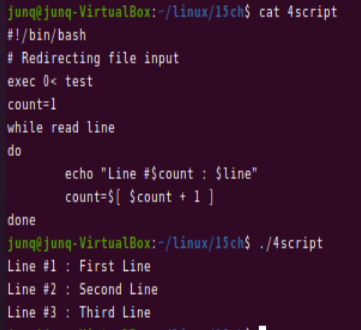 junq@junq-VirtualBox:~/linux/15ch$ cat 4script
#!/bin/bash
# Redirecting file input
exec 0< test
count=1
while read line
do
        echo "Line #$count : $line"
        count=$[ $count + 1 ]
done
junq@junq-VirtualBox:~/linux/15ch$ ./4script
Line #1 : First Line
Line #2 : Second Line
Line #3 : Third Line